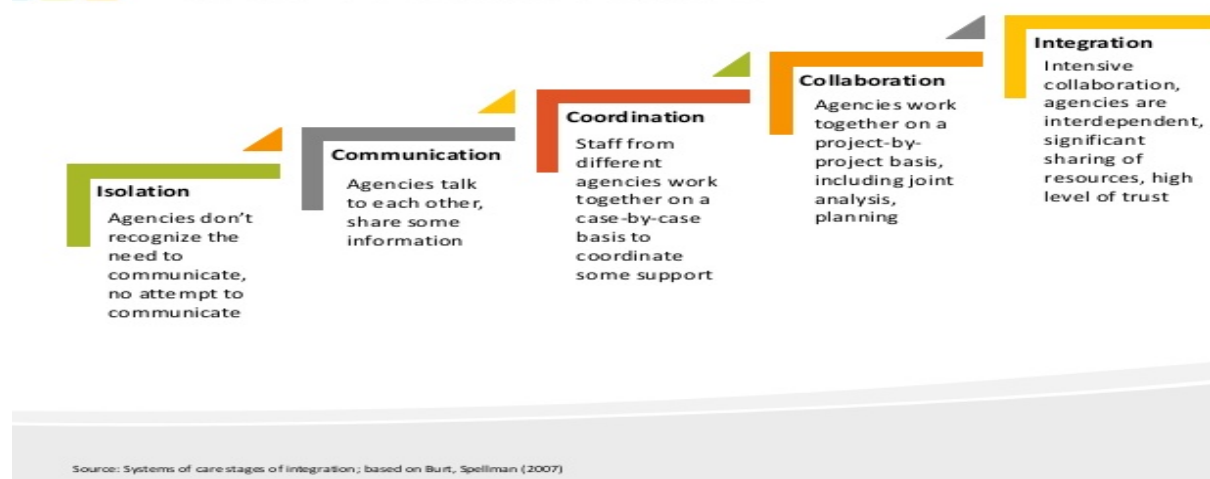 Isolation
Agencies don't
recognize the
need to
communicate,
no attempt to
communicate
Communication
Agencies talk
to each other,
share some
information
Coordination
Staff from
different
agencies work
together on a
case-by-case
basis to
coordinate
some support
Collaboration
Agencies work
together on a
project-by-
project basis,
including joint
analysis,
planning
Integration
Intensive
collaboration,
agencies are
interdependent,
significant
sharing of
resources, high
level of trust
Source: Systems of care stages of integration; based on Burt, Spellman (2007)